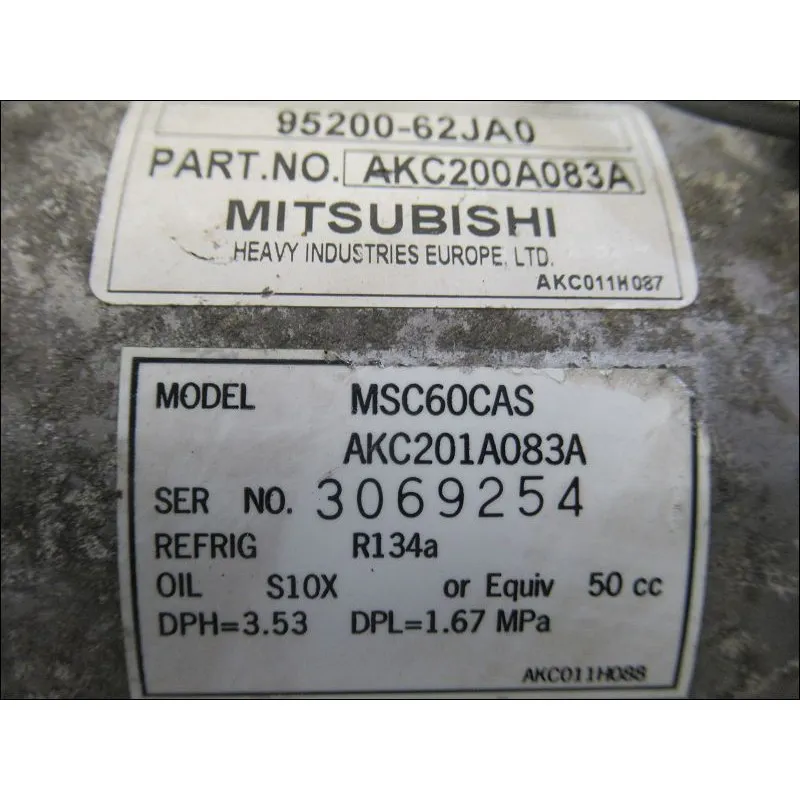 95200-62JA0
PART.NO. AKC200A083A
MITSUBISHI
HEAVY INDUSTRIES EUROPE, LTD.
AKC011H087
MODEL MSC60CAS
AKC201A083A
SER NO. 3069254
REFRIG R134a
OIL S10X or Equiv 50 cc
DPH=3.53 DPL=1.67 MPa
AKC011H088